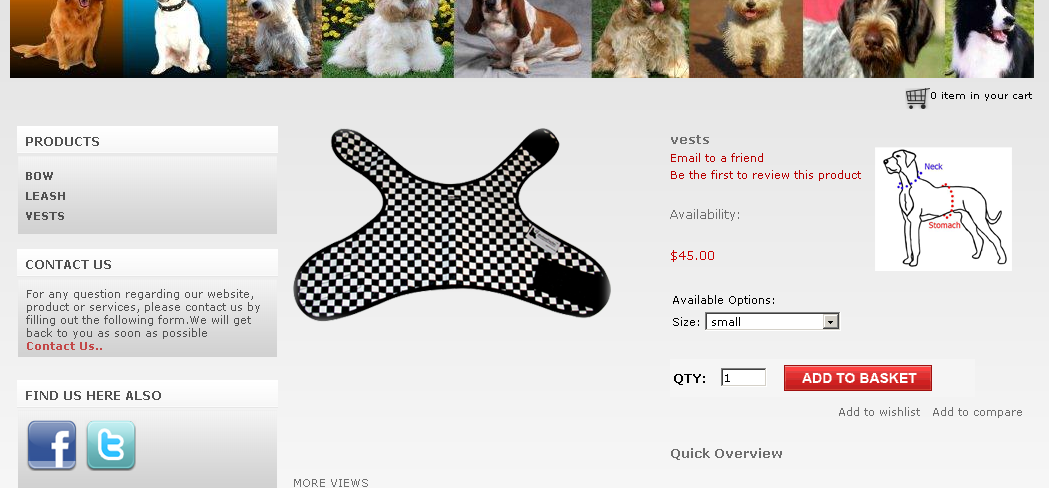 0 item in your cart
PRODUCTS
BOW
LEASH
VESTS
CONTACT US
For any question regarding our website,
product or services, please contact us by
filling out the following form.We will get
back to you as soon as possible
Contact Us..
FIND US HERE ALSO
f
t
MORE VIEWS
vests
Email to a friend
Be the first to review this product
Availability:
$45.00
Neck
Stomach
Available Options:
Size: small
QTY: 1 ADD TO BASKET
Add to wishlist Add to compare
Quick Overview